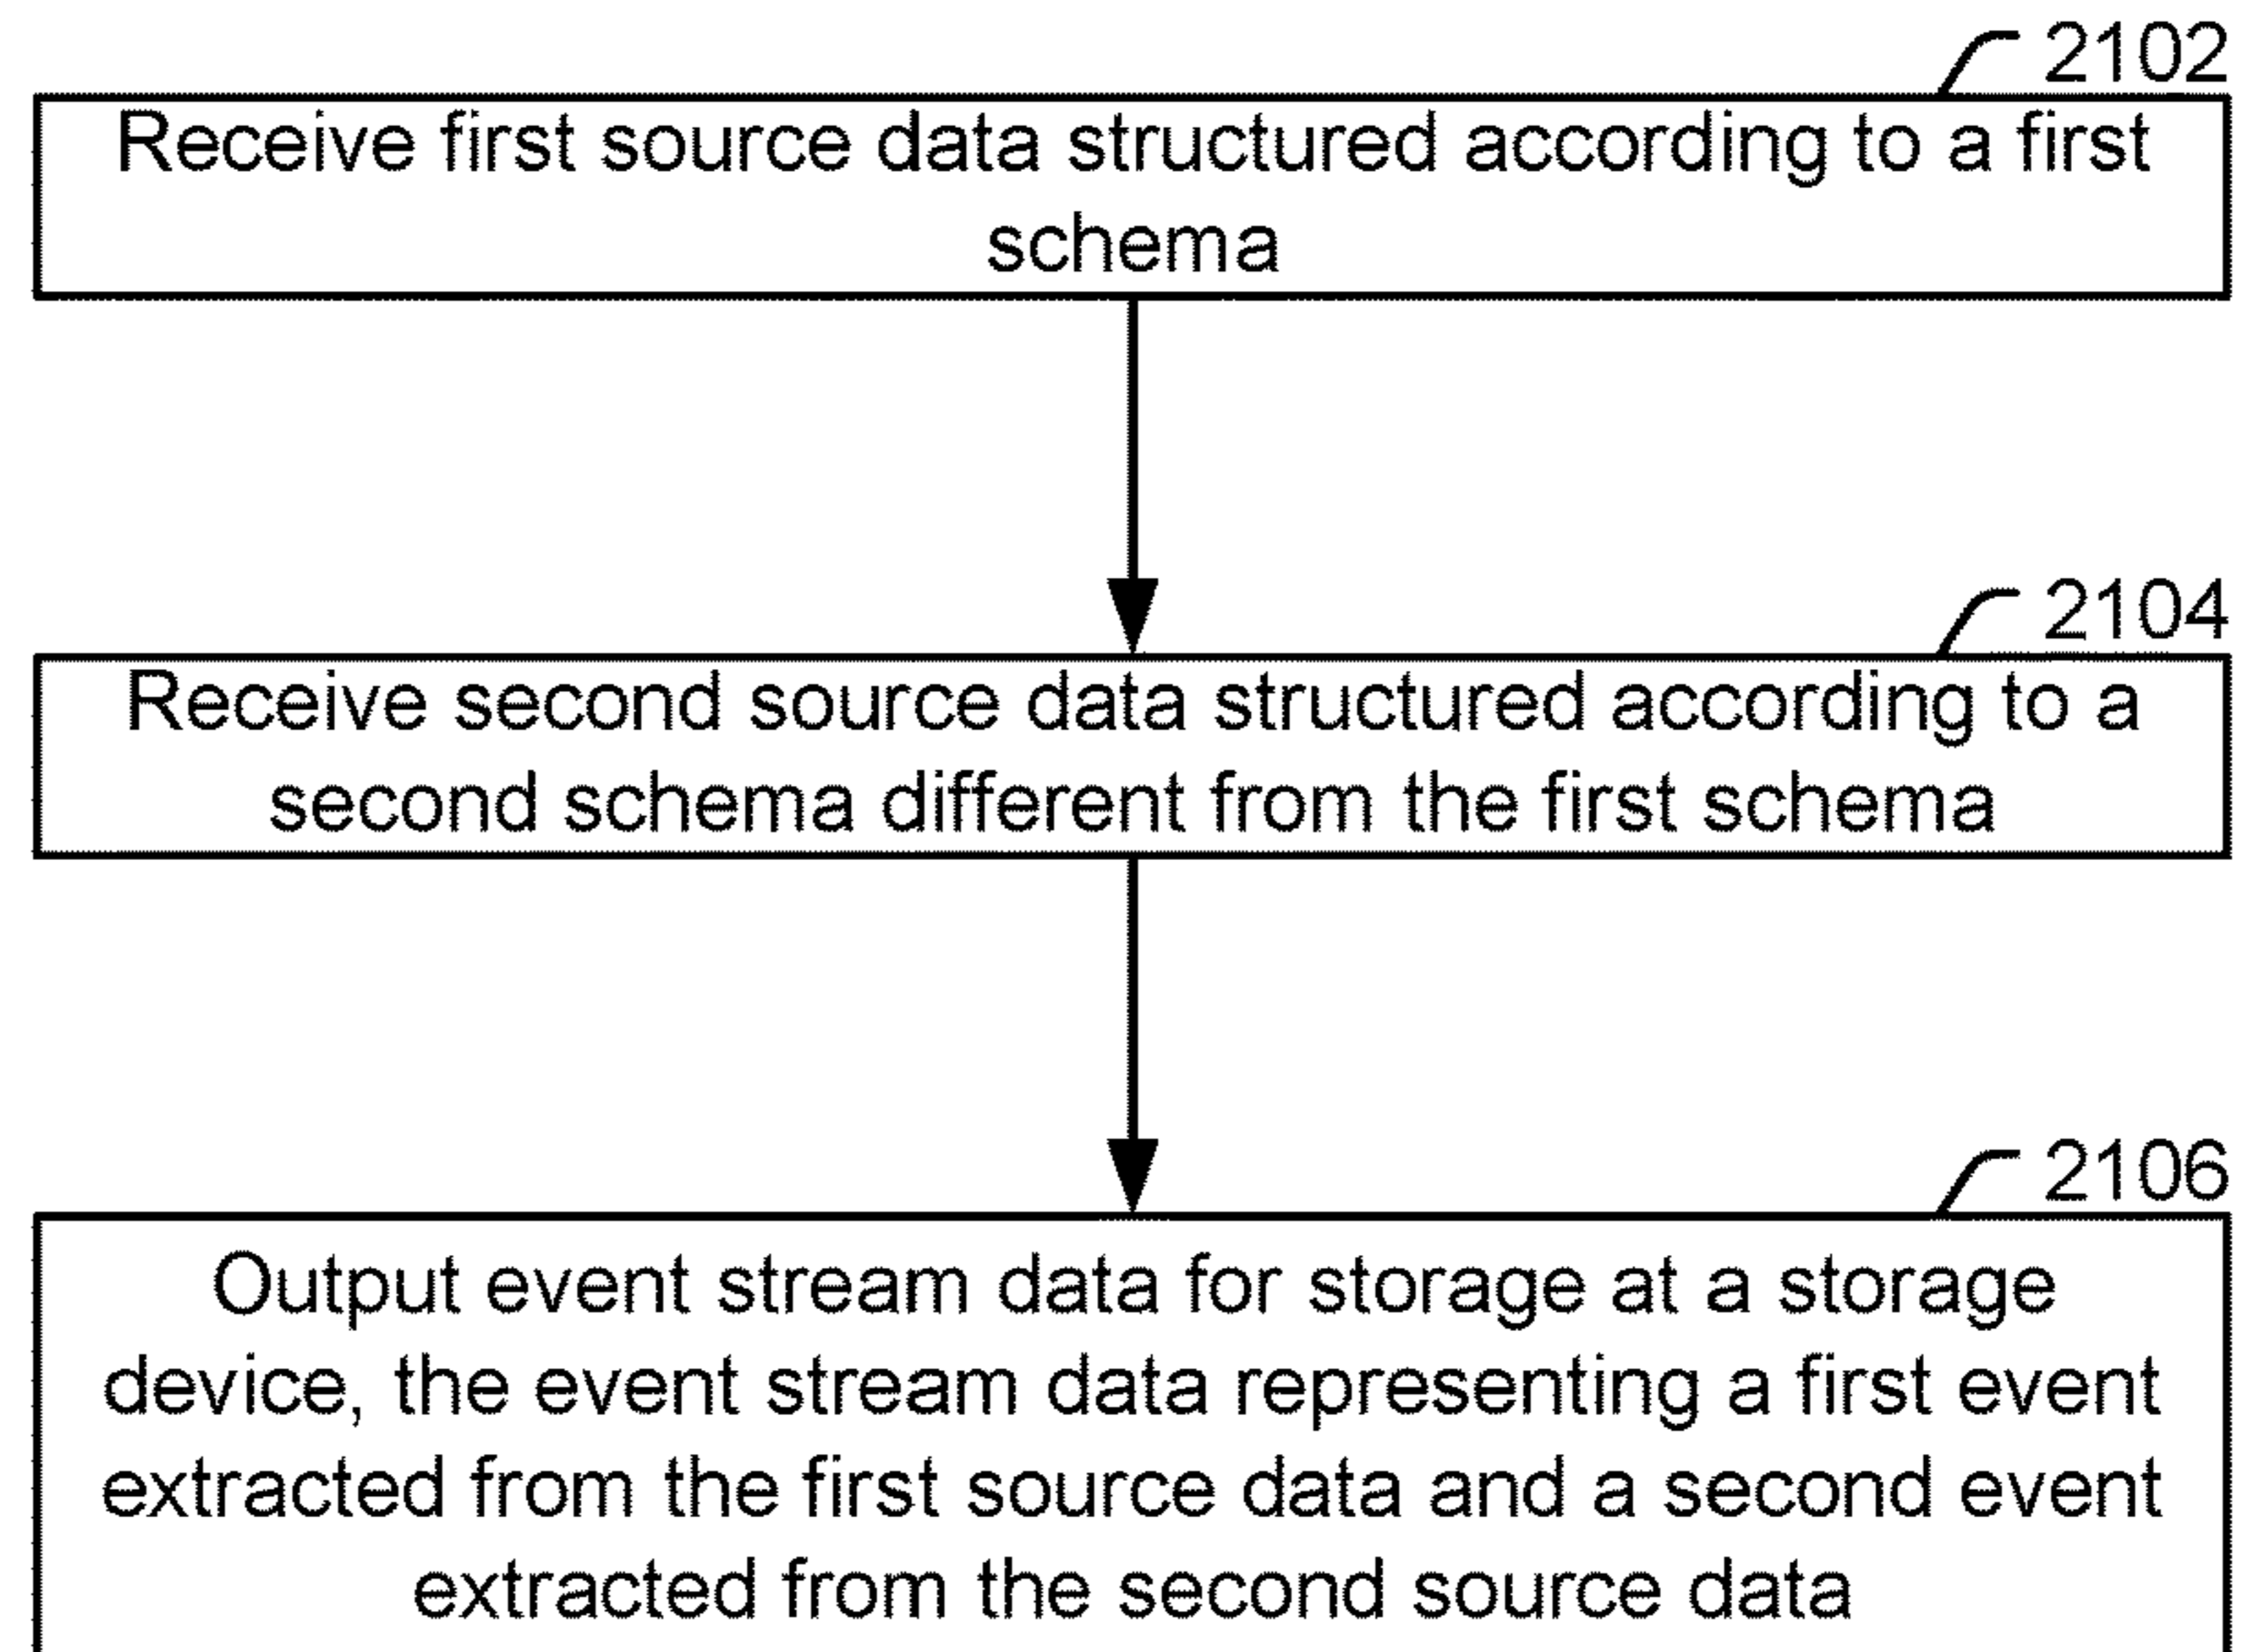 2102
Receive first source data structured according to a first
schema
2104
Receive second source data structured according to a
second schema different from the first schema
2106
Output event stream data for storage at a storage
device, the event stream data representing a first event
extracted from the first source data and a second event
extracted from the second source data